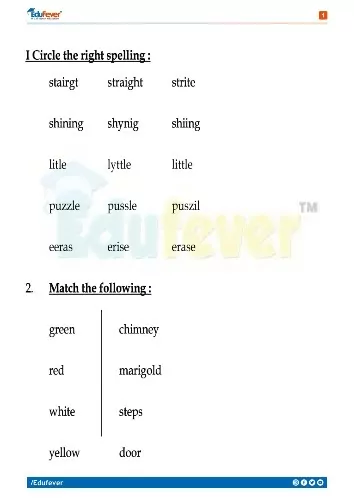 Edufever
1
I Circle the right spelling :
stairgt straight strite
shining shynig shiing
litle lyttle little
puzzle pussle puszil
eeras erise erase
Edufever TM
2. Match the following :
green chimney
red marigold
white steps
yellow door
/Edufever